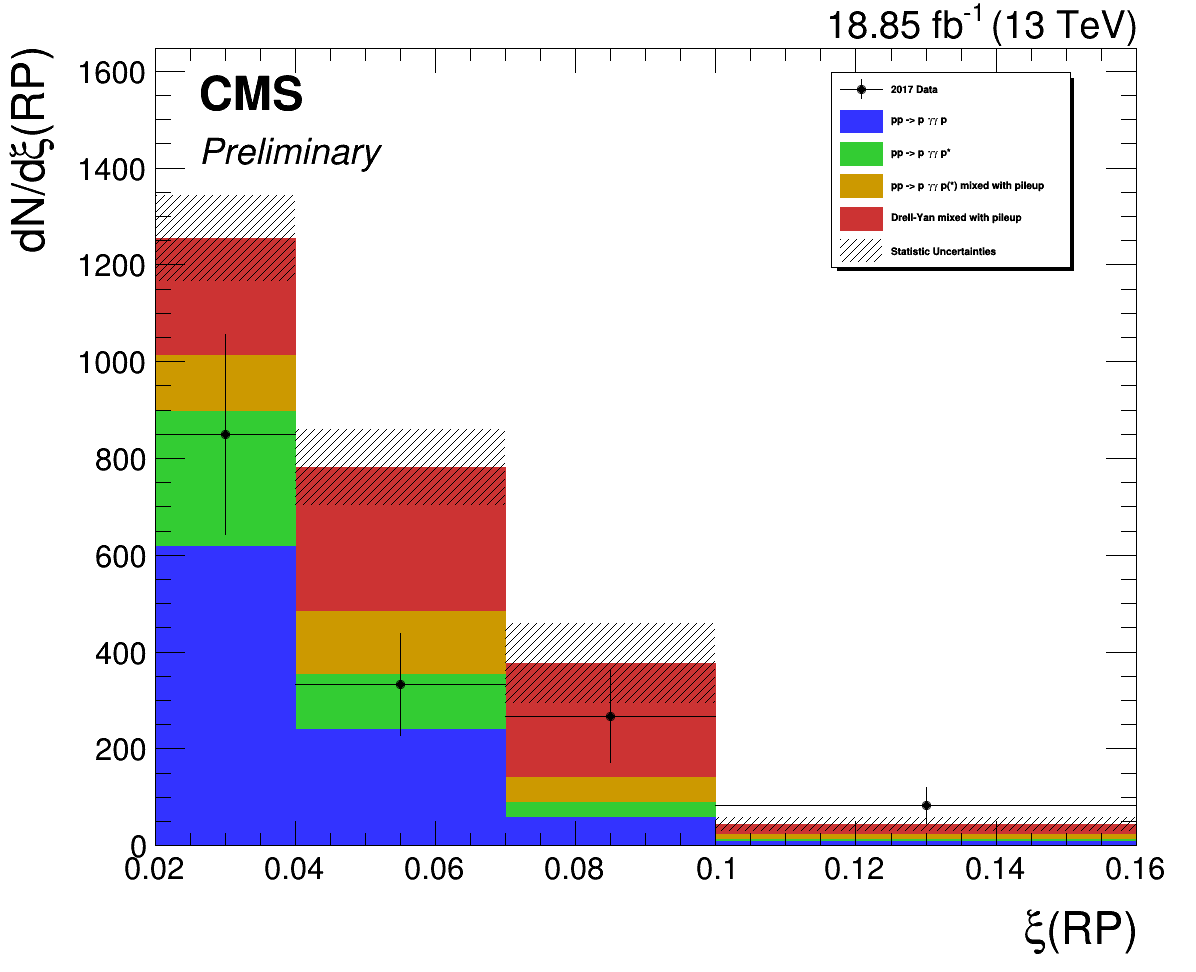 18.85 fb⁻¹ (13 TeV)
dN/dξ(RP)
CMS
Preliminary
2017 Data
pp -> p γγ p
pp -> p γγ p*
pp -> p γγ p(*) mixed with pileup
Drell-Yan mixed with pileup
Statistic Uncertainties
1600
1400
1200
1000
800
600
400
200
0
0.02 0.04 0.06 0.08 0.1 0.12 0.14 0.16
ξ(RP)